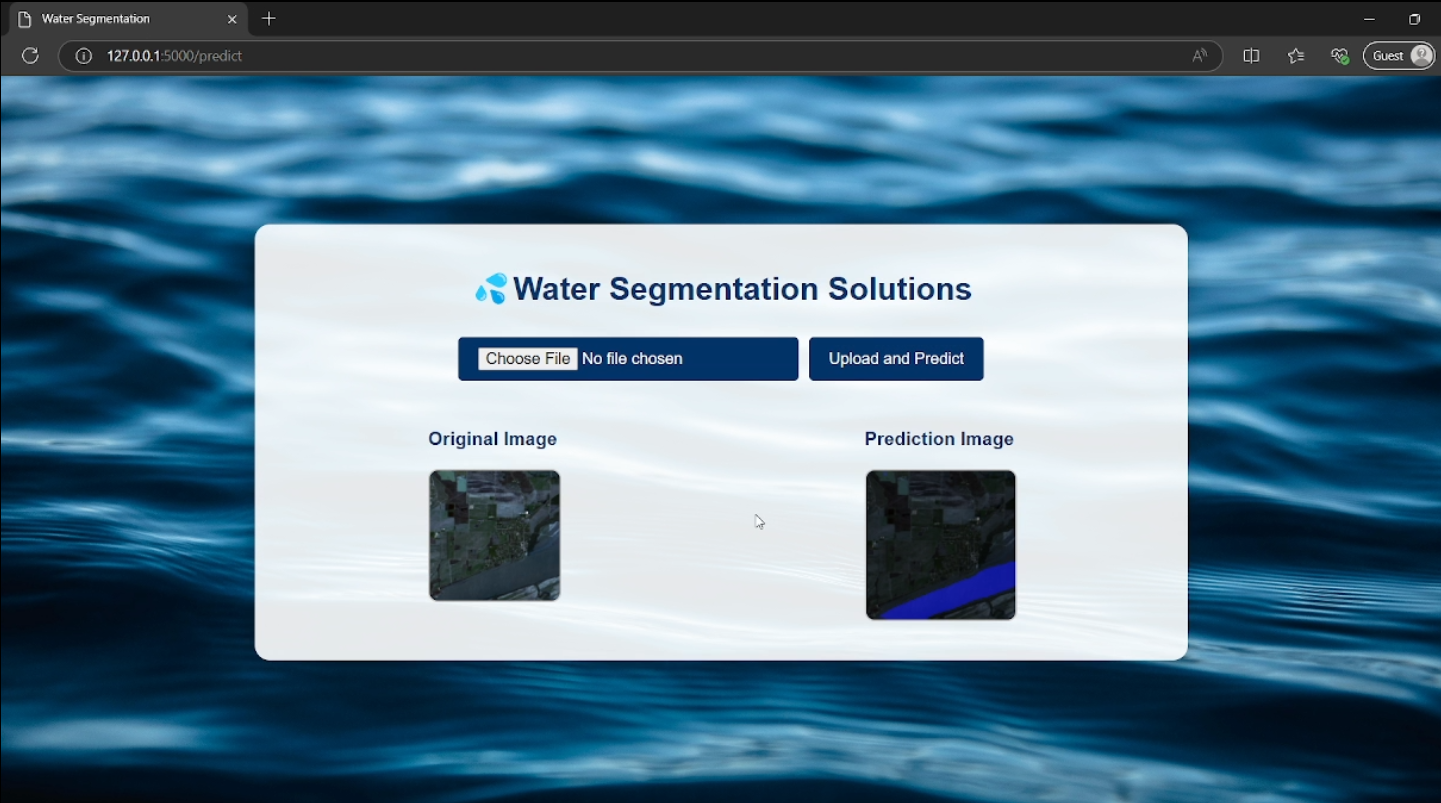 Water Segmentation
127.0.0.1:5000/predict
Guest
Water Segmentation Solutions
Choose File No file chosen
Upload and Predict
Original Image
Prediction Image